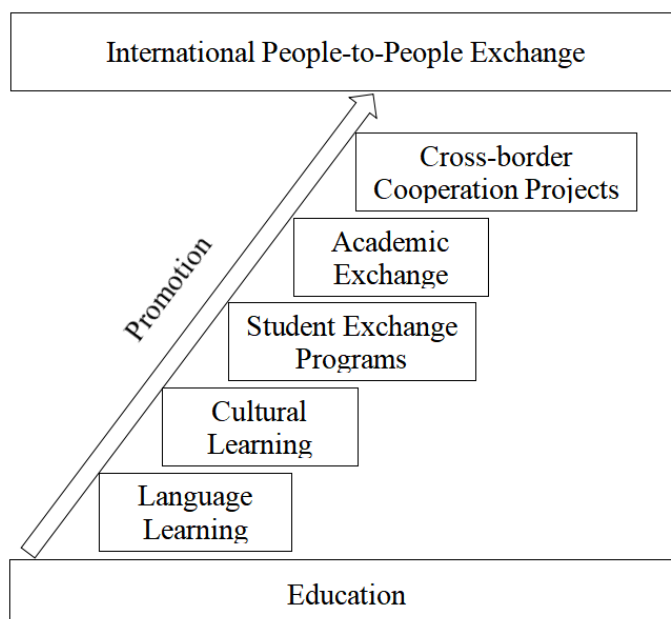 International People-to-People Exchange
Cross-border
Cooperation Projects
Academic
Exchange
Promotion
Student Exchange
Programs
Cultural
Learning
Language
Learning
Education